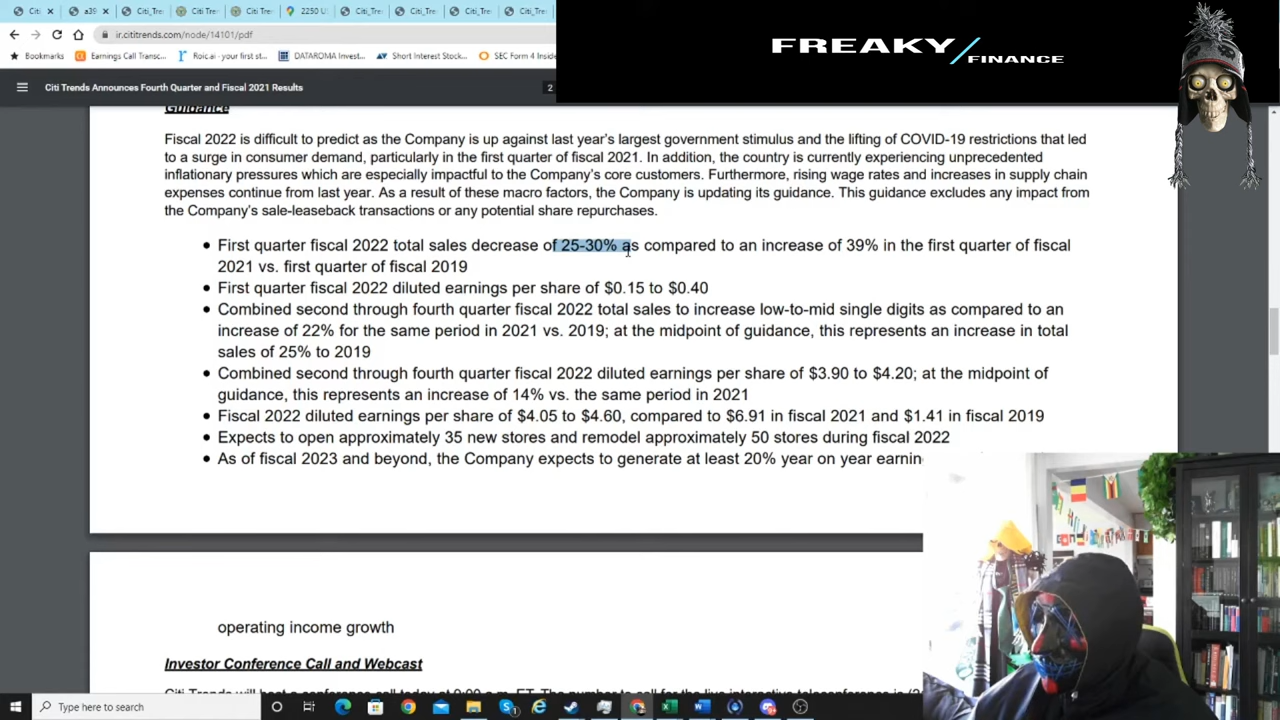 Citi
a39
Citi_Tre
Citi Tre
Citi Tre
2250 U
Citi_Tre
Citi_Tre
Citi_Tre
Citi_Tre
ir.cititrends.com/node/14101/pdf
FREAKY/FINANCE
Bookmarks
Earnings Call Transc...
Roic.ai - your first st...
DATAROMA Invest...
Short Interest Stock...
SEC Form 4 Inside
Citi Trends Announces Fourth Quarter and Fiscal 2021 Results
2
Guidance
Fiscal 2022 is difficult to predict as the Company is up against last year's largest government stimulus and the lifting of COVID-19 restrictions that led
to a surge in consumer demand, particularly in the first quarter of fiscal 2021. In addition, the country is currently experiencing unprecedented
inflationary pressures which are especially impactful to the Company's core customers. Furthermore, rising wage rates and increases in supply chain
expenses continue from last year. As a result of these macro factors, the Company is updating its guidance. This guidance excludes any impact from
the Company's sale-leaseback transactions or any potential share repurchases.
• First quarter fiscal 2022 total sales decrease of 25-30% as compared to an increase of 39% in the first quarter of fiscal
2021 vs. first quarter of fiscal 2019
• First quarter fiscal 2022 diluted earnings per share of $0.15 to $0.40
• Combined second through fourth quarter fiscal 2022 total sales to increase low-to-mid single digits as compared to an
increase of 22% for the same period in 2021 vs. 2019; at the midpoint of guidance, this represents an increase in total
sales of 25% to 2019
• Combined second through fourth quarter fiscal 2022 diluted earnings per share of $3.90 to $4.20; at the midpoint of
guidance, this represents an increase of 14% vs. the same period in 2021
• Fiscal 2022 diluted earnings per share of $4.05 to $4.60, compared to $6.91 in fiscal 2021 and $1.41 in fiscal 2019
• Expects to open approximately 35 new stores and remodel approximately 50 stores during fiscal 2022
• As of fiscal 2023 and beyond, the Company expects to generate at least 20% year on year earnin
operating income growth
Investor Conference Call and Webcast
Type here to search